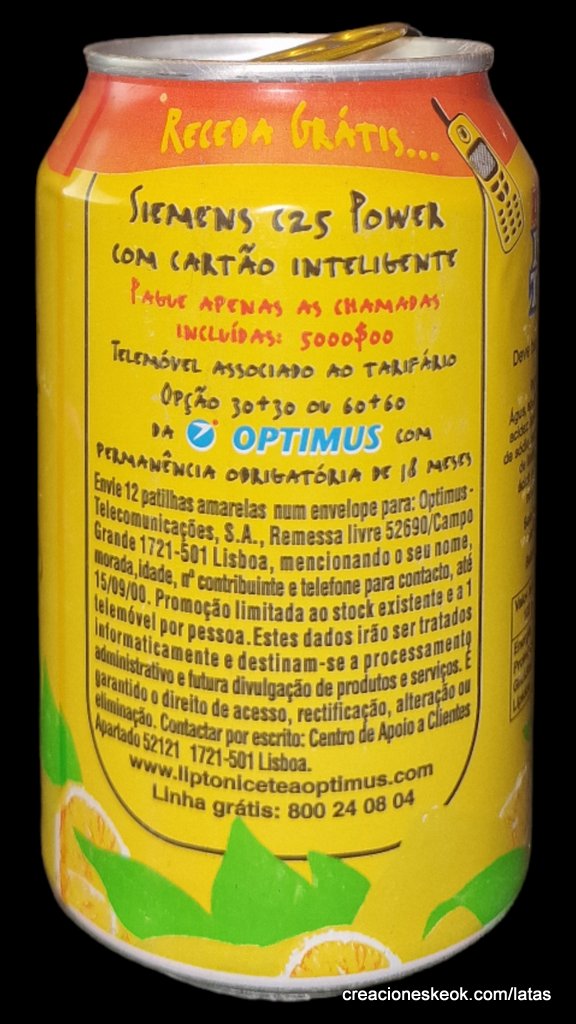 Receba Grátis...
Siemens C25 Power
com cartão inteligente
Pague apenas as chamadas
incluídas: 5000$00
Telemóvel associado ao tarifário
Opção 30+30 ou 60+60
da OPTIMUS com
permanência obrigatória de 18 meses
Envie 12 patilhas amarelas num envelope para: Optimus -
Telecomunicações, S.A., Remessa livre 52690/Campo
Grande 1721-501 Lisboa, mencionando o seu nome,
morada,idade, nº contribuinte e telefone para contacto, até
15/09/00. Promoção limitada ao stock existente e a 1
telemóvel por pessoa. Estes dados irão ser tratados
informaticamente e destinam-se a processamento
administrativo e futura divulgação de produtos e serviços. É
garantido o direito de acesso, rectificação, alteração ou
eliminação. Contactar por escrito: Centro de Apoio a Clientes
Apartado 52121 1721-501 Lisboa.
www.liptoniceteaoptimus.com
Linha grátis: 800 24 08 04
creacioneskeok.com/latas